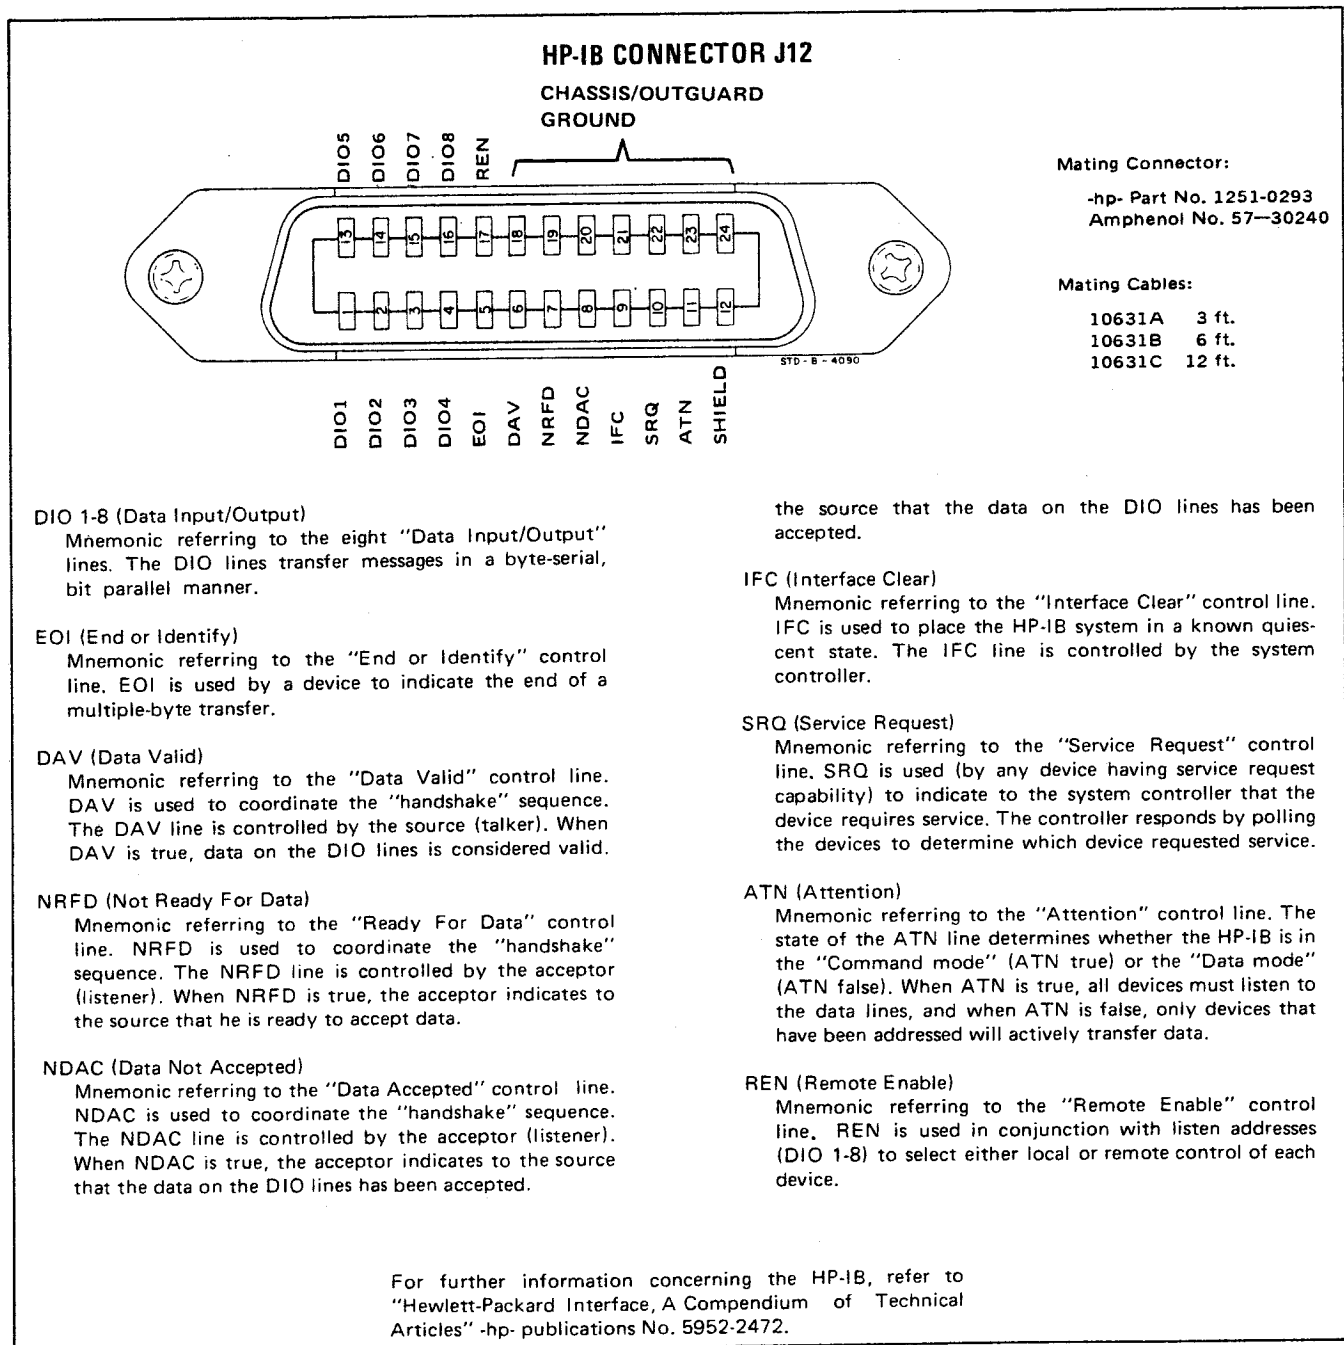 HP-IB CONNECTOR J12
CHASSIS/OUTGUARD
GROUND
DIO5
DIO6
DIO7
DIO8
REN
13
14
15
16
17
18
19
20
21
22
23
24
1
2
3
4
5
6
7
8
9
10
11
12
STD - B - 4090
DIO1
DIO2
DIO3
DIO4
EOI
DAV
NRFD
NDAC
IFC
SRQ
ATN
SHIELD
Mating Connector:
-hp- Part No. 1251-0293
Amphenol No. 57—30240
Mating Cables:
10631A 3 ft.
10631B 6 ft.
10631C 12 ft.
DIO 1-8 (Data Input/Output)
Mnemonic referring to the eight "Data Input/Output"
lines. The DIO lines transfer messages in a byte-serial,
bit parallel manner.
EOI (End or Identify)
Mnemonic referring to the "End or Identify" control
line. EOI is used by a device to indicate the end of a
multiple-byte transfer.
DAV (Data Valid)
Mnemonic referring to the "Data Valid" control line.
DAV is used to coordinate the "handshake" sequence.
The DAV line is controlled by the source (talker). When
DAV is true, data on the DIO lines is considered valid.
NRFD (Not Ready For Data)
Mnemonic referring to the "Ready For Data" control
line. NRFD is used to coordinate the "handshake"
sequence. The NRFD line is controlled by the acceptor
(listener). When NRFD is true, the acceptor indicates to
the source that he is ready to accept data.
NDAC (Data Not Accepted)
Mnemonic referring to the "Data Accepted" control line.
NDAC is used to coordinate the "handshake" sequence.
The NDAC line is controlled by the acceptor (listener).
When NDAC is true, the acceptor indicates to the source
that the data on the DIO lines has been accepted.
the source that the data on the DIO lines has been
accepted.
IFC (Interface Clear)
Mnemonic referring to the "Interface Clear" control line.
IFC is used to place the HP-IB system in a known quies-
cent state. The IFC line is controlled by the system
controller.
SRQ (Service Request)
Mnemonic referring to the "Service Request" control
line. SRQ is used (by any device having service request
capability) to indicate to the system controller that the
device requires service. The controller responds by polling
the devices to determine which device requested service.
ATN (Attention)
Mnemonic referring to the "Attention" control line. The
state of the ATN line determines whether the HP-IB is in
the "Command mode" (ATN true) or the "Data mode"
(ATN false). When ATN is true, all devices must listen to
the data lines, and when ATN is false, only devices that
have been addressed will actively transfer data.
REN (Remote Enable)
Mnemonic referring to the "Remote Enable" control
line. REN is used in conjunction with listen addresses
(DIO 1-8) to select either local or remote control of each
device.
For further information concerning the HP-IB, refer to
"Hewlett-Packard Interface, A Compendium of Technical
Articles" -hp- publications No. 5952-2472.